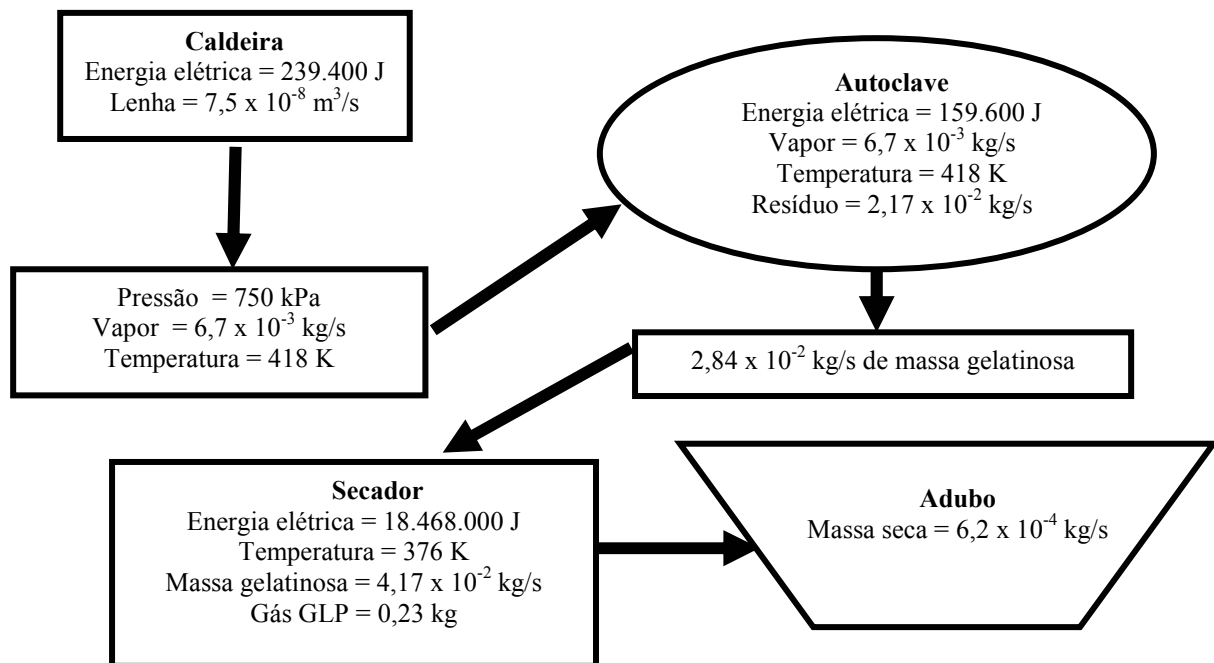 Caldeira
Energia elétrica = 239.400 J
Lenha = 7,5 x 10⁻⁸ m³/s
Autoclave
Energia elétrica = 159.600 J
Vapor = 6,7 x 10⁻³ kg/s
Temperatura = 418 K
Resíduo = 2,17 x 10⁻² kg/s
Pressão = 750 kPa
Vapor = 6,7 x 10⁻³ kg/s
Temperatura = 418 K
2,84 x 10⁻² kg/s de massa gelatinosa
Secador
Energia elétrica = 18.468.000 J
Temperatura = 376 K
Massa gelatinosa = 4,17 x 10⁻² kg/s
Gás GLP = 0,23 kg
Adubo
Massa seca = 6,2 x 10⁻⁴ kg/s